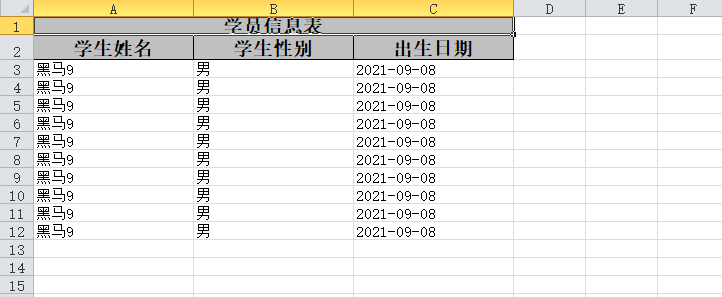 A B C D E F
1 学员信息表
2 学生姓名 学生性别 出生日期
3 黑马9 男 2021-09-08
4 黑马9 男 2021-09-08
5 黑马9 男 2021-09-08
6 黑马9 男 2021-09-08
7 黑马9 男 2021-09-08
8 黑马9 男 2021-09-08
9 黑马9 男 2021-09-08
10 黑马9 男 2021-09-08
11 黑马9 男 2021-09-08
12 黑马9 男 2021-09-08
13
14
15